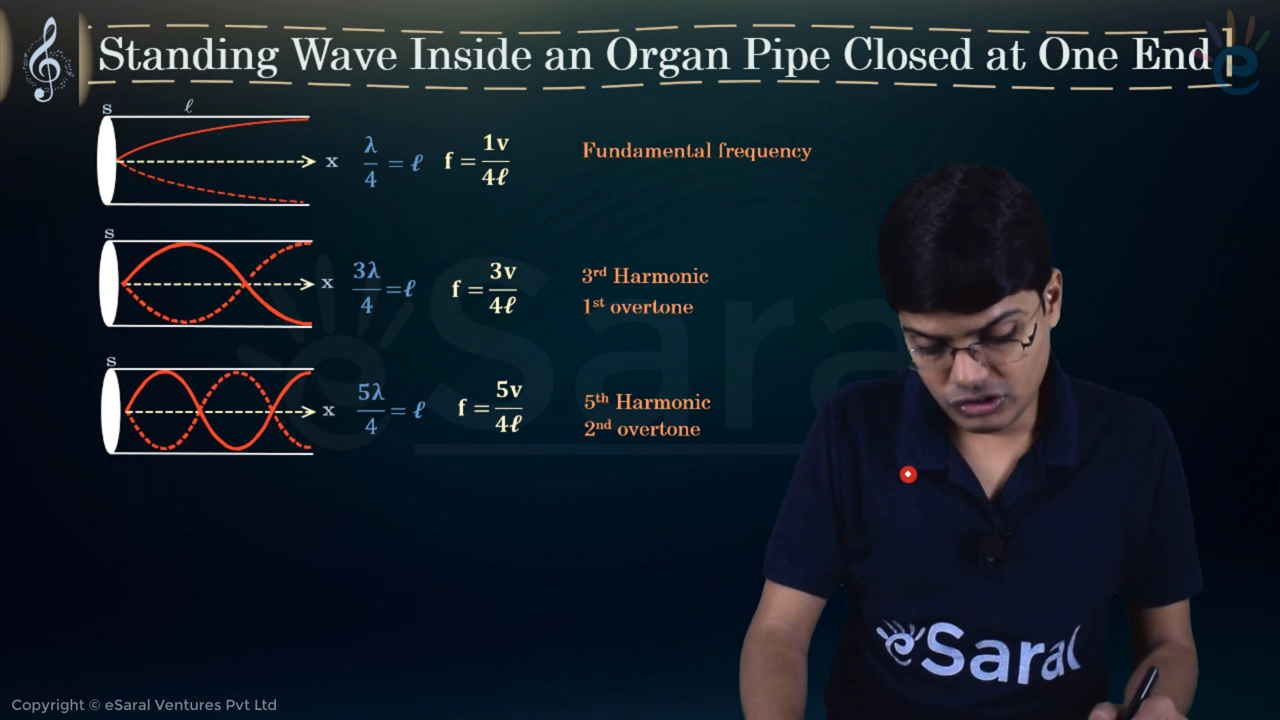 Standing Wave Inside an Organ Pipe Closed at One End
s ℓ
x
λ/4 = ℓ f = 1v/4ℓ
Fundamental frequency
s
x
3λ/4 = ℓ f = 3v/4ℓ
3rd Harmonic
1st overtone
s
x
5λ/4 = ℓ f = 5v/4ℓ
5th Harmonic
2nd overtone
eSaral
eSaral
Copyright © eSaral Ventures Pvt Ltd